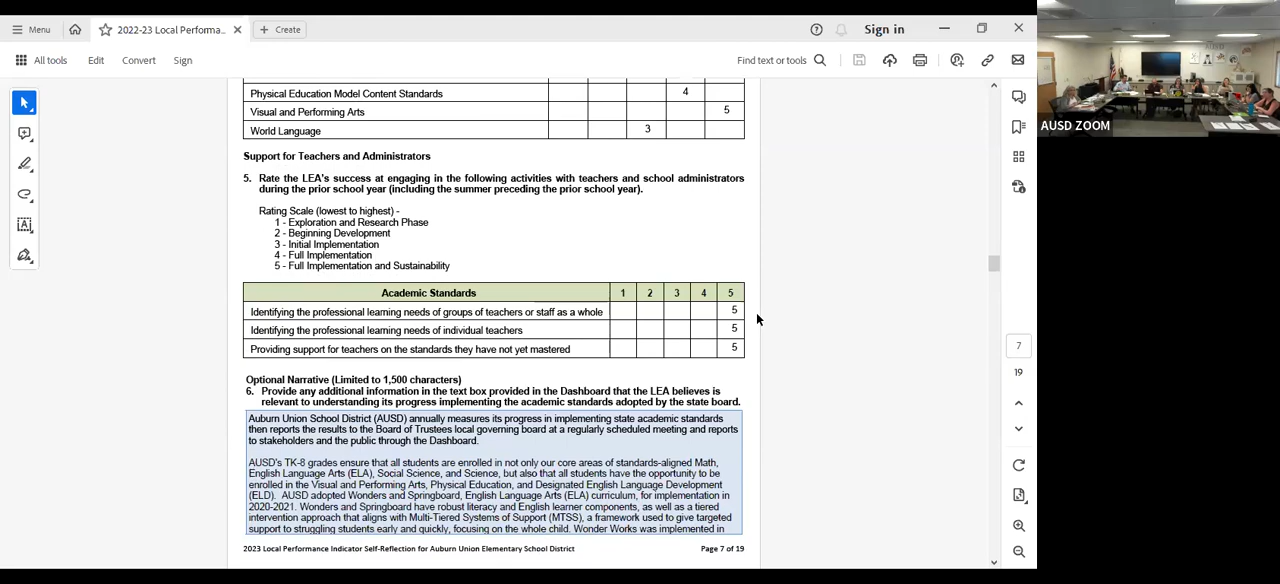 Menu
2022-23 Local Performa...
Create
Sign in
All tools
Edit
Convert
Sign
Find text or tools
Physical Education Model Content Standards 4
Visual and Performing Arts 5
World Language 3
Support for Teachers and Administrators
5. Rate the LEA's success at engaging in the following activities with teachers and school administrators
during the prior school year (including the summer preceding the prior school year).
Rating Scale (lowest to highest) -
1 - Exploration and Research Phase
2 - Beginning Development
3 - Initial Implementation
4 - Full Implementation
5 - Full Implementation and Sustainability
Academic Standards 1 2 3 4 5
Identifying the professional learning needs of groups of teachers or staff as a whole 5
Identifying the professional learning needs of individual teachers 5
Providing support for teachers on the standards they have not yet mastered 5
Optional Narrative (Limited to 1,500 characters)
6. Provide any additional information in the text box provided in the Dashboard that the LEA believes is
relevant to understanding its progress implementing the academic standards adopted by the state board.
Auburn Union School District (AUSD) annually measures its progress in implementing state academic standards
then reports the results to the Board of Trustees local governing board at a regularly scheduled meeting and reports
to stakeholders and the public through the Dashboard.
AUSD's TK-8 grades ensure that all students are enrolled in not only our core areas of standards-aligned Math,
English Language Arts (ELA), Social Science, and Science, but also that all students have the opportunity to be
enrolled in the Visual and Performing Arts, Physical Education, and Designated English Language Development
(ELD). AUSD adopted Wonders and Springboard, English Language Arts (ELA) curriculum, for implementation in
2020-2021. Wonders and Springboard have robust literacy and English learner components, as well as a tiered
intervention approach that aligns with Multi-Tiered Systems of Support (MTSS), a framework used to give targeted
support to struggling students early and quickly, focusing on the whole child. Wonder Works was implemented in
2023 Local Performance Indicator Self-Reflection for Auburn Union Elementary School District Page 7 of 19
7
19
AUSD ZOOM